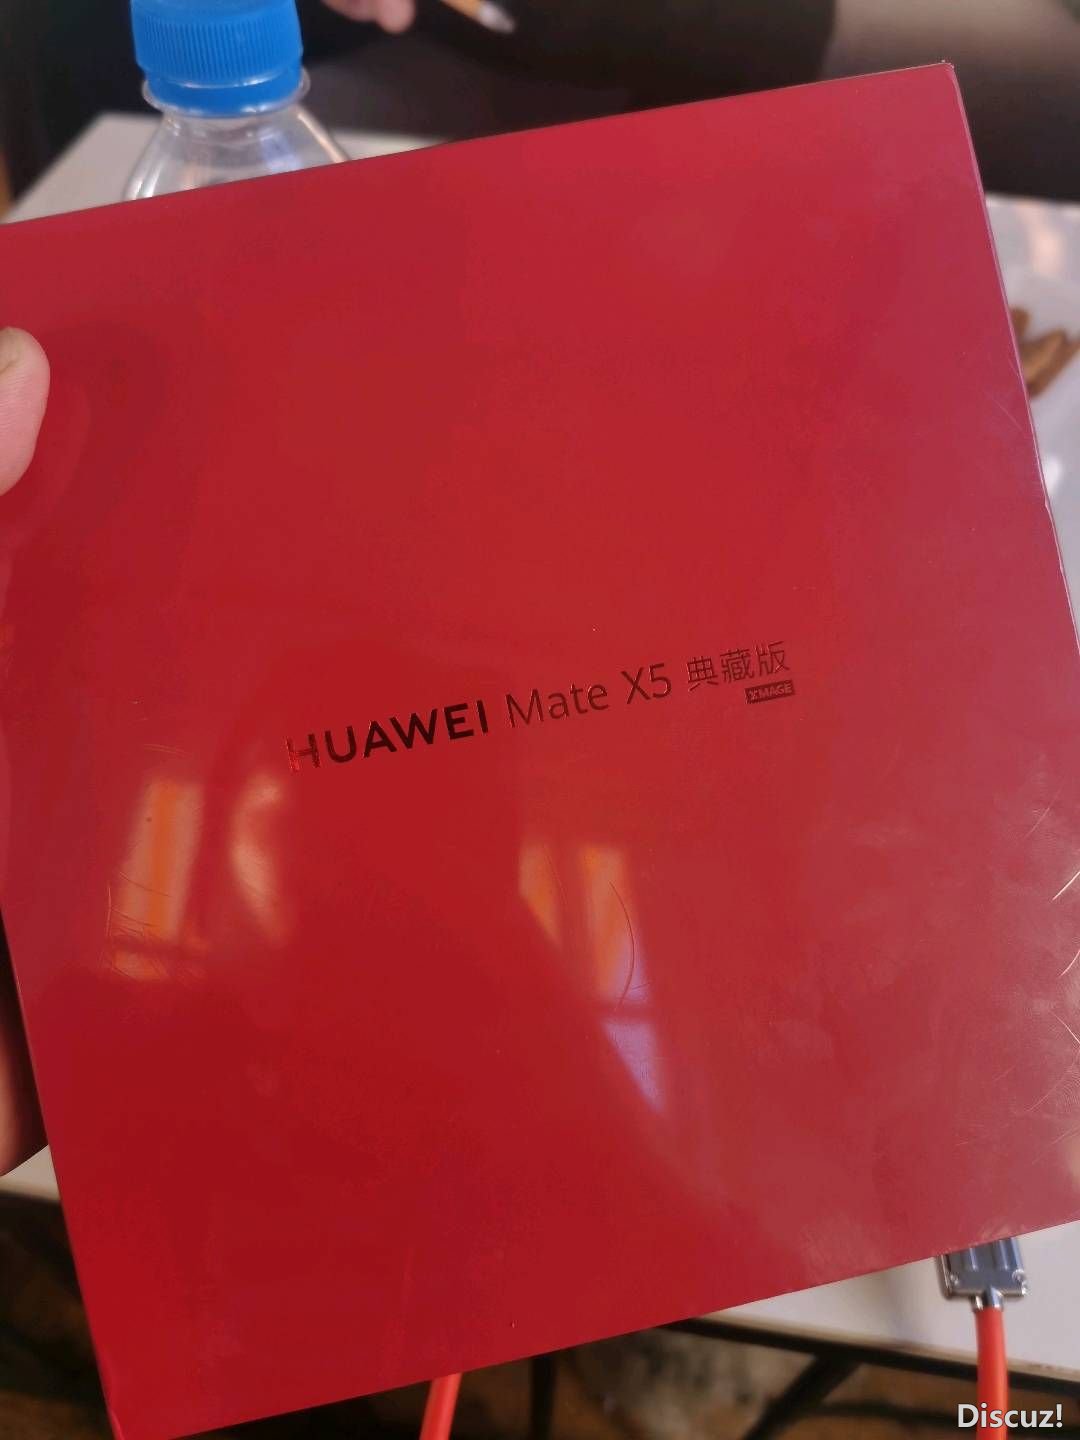 HUAWEI Mate X5 典藏版
XMAGE
Discuz!